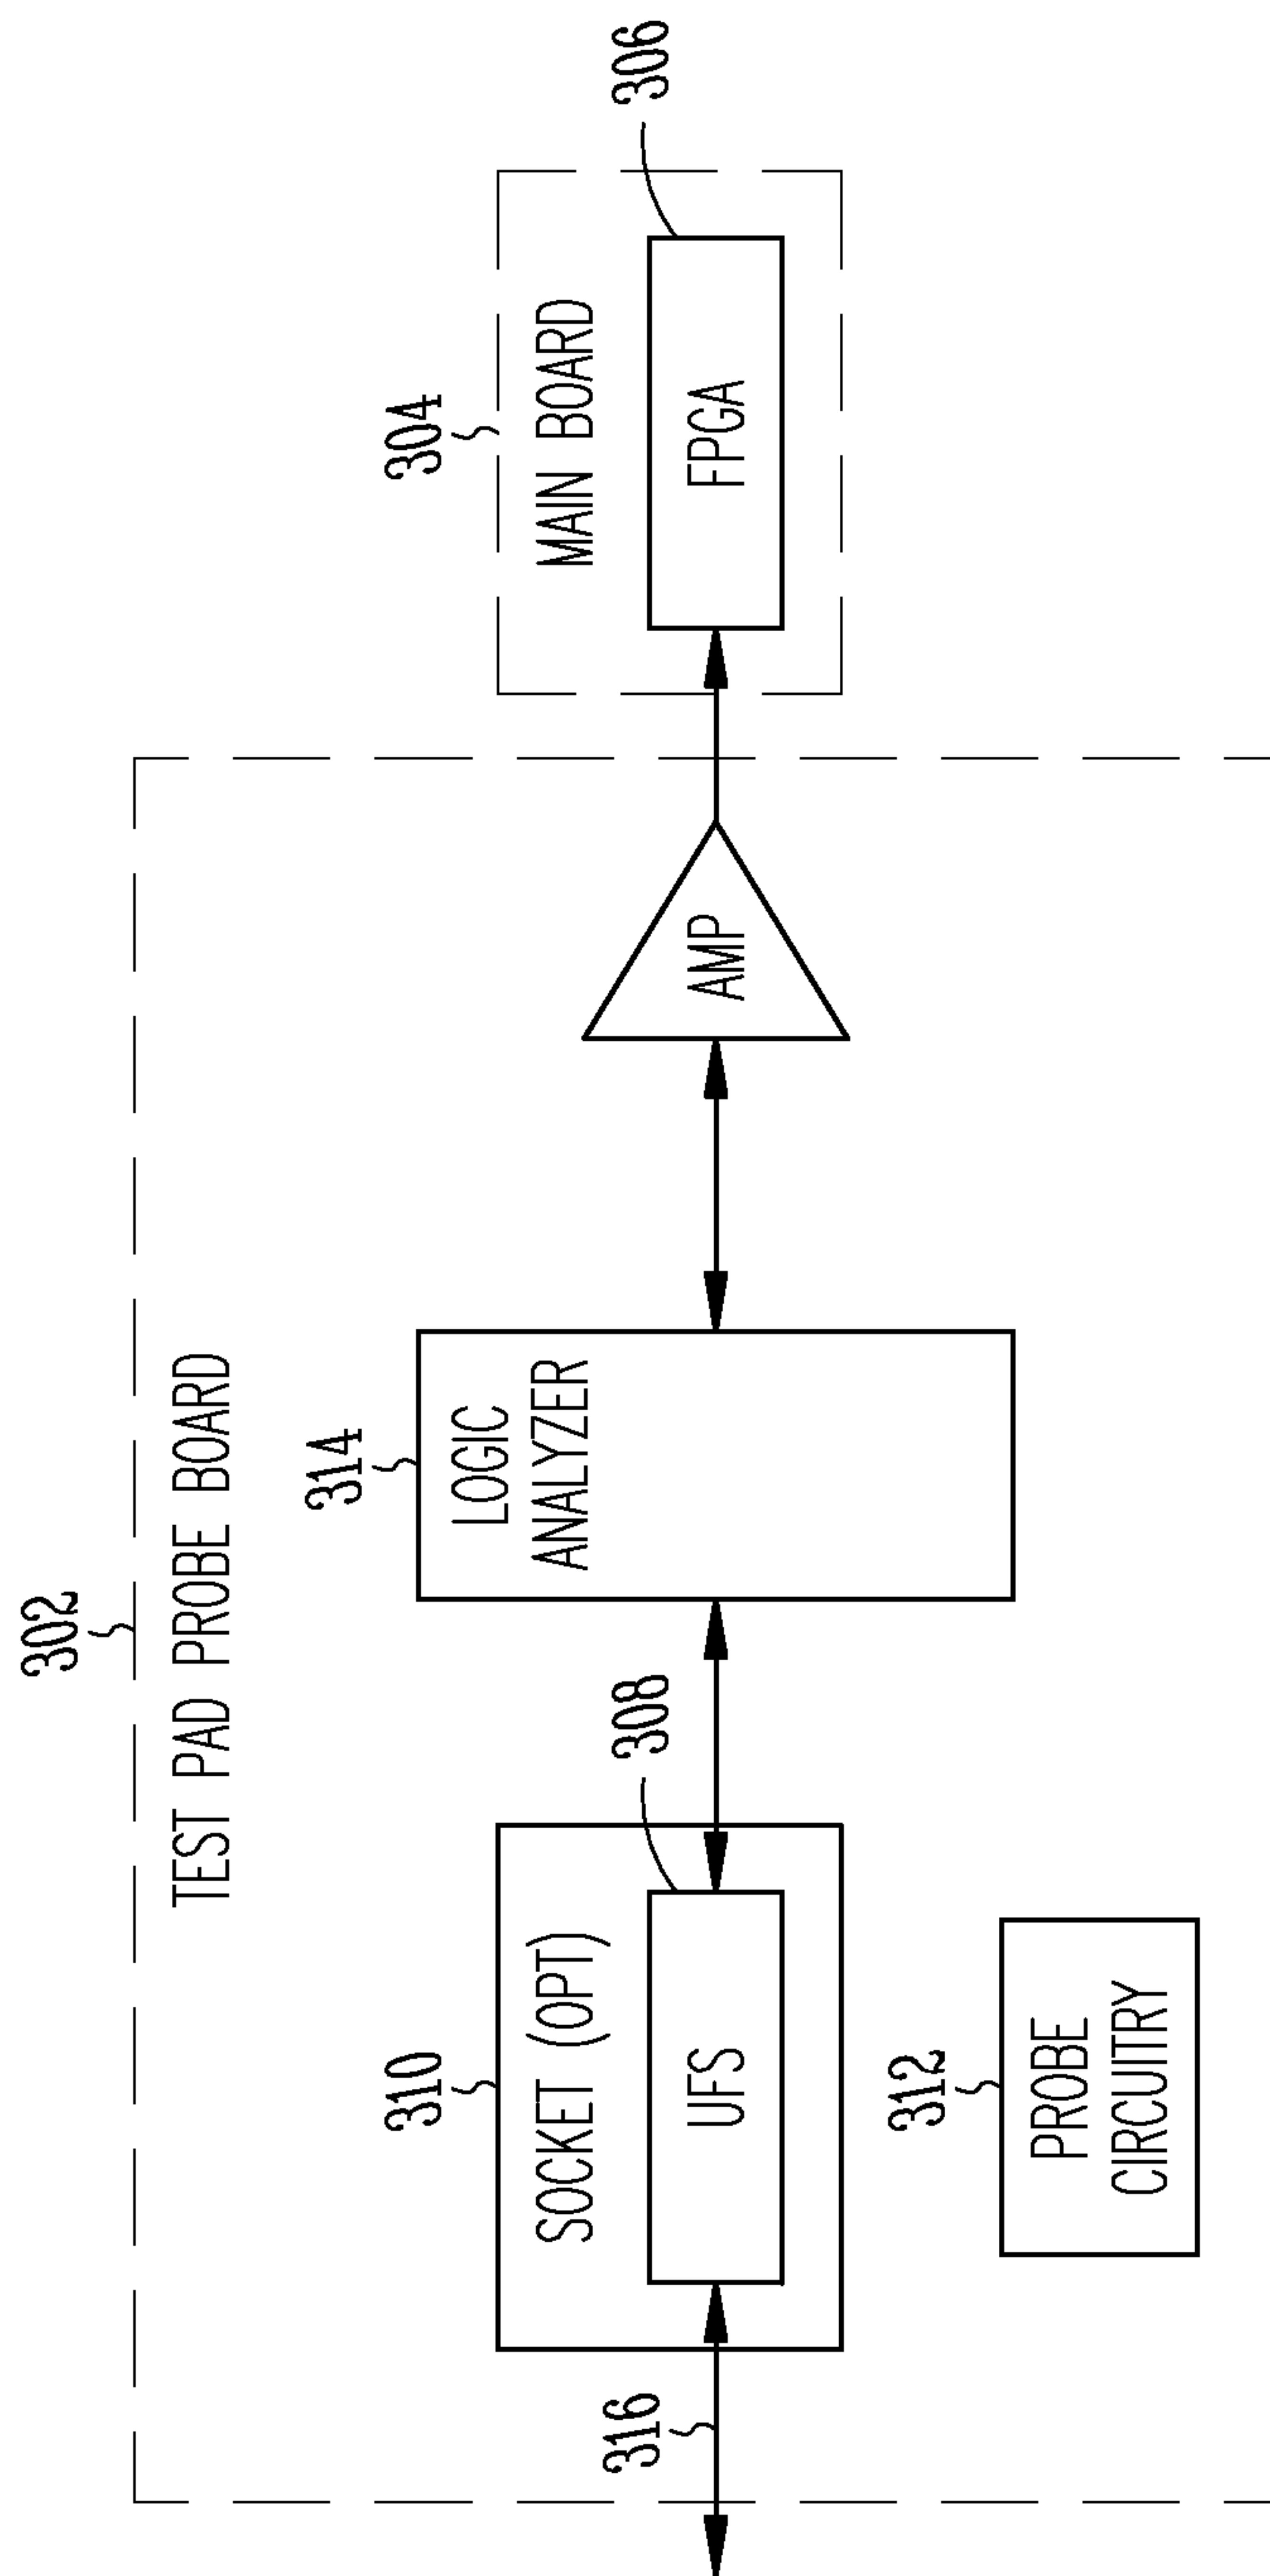 302
TEST PAD PROBE BOARD
314
LOGIC
ANALYZER
304
MAIN BOARD
306
FPGA
AMP
308
310
SOCKET (OPT)
UFS
316
312
PROBE
CIRCUITRY